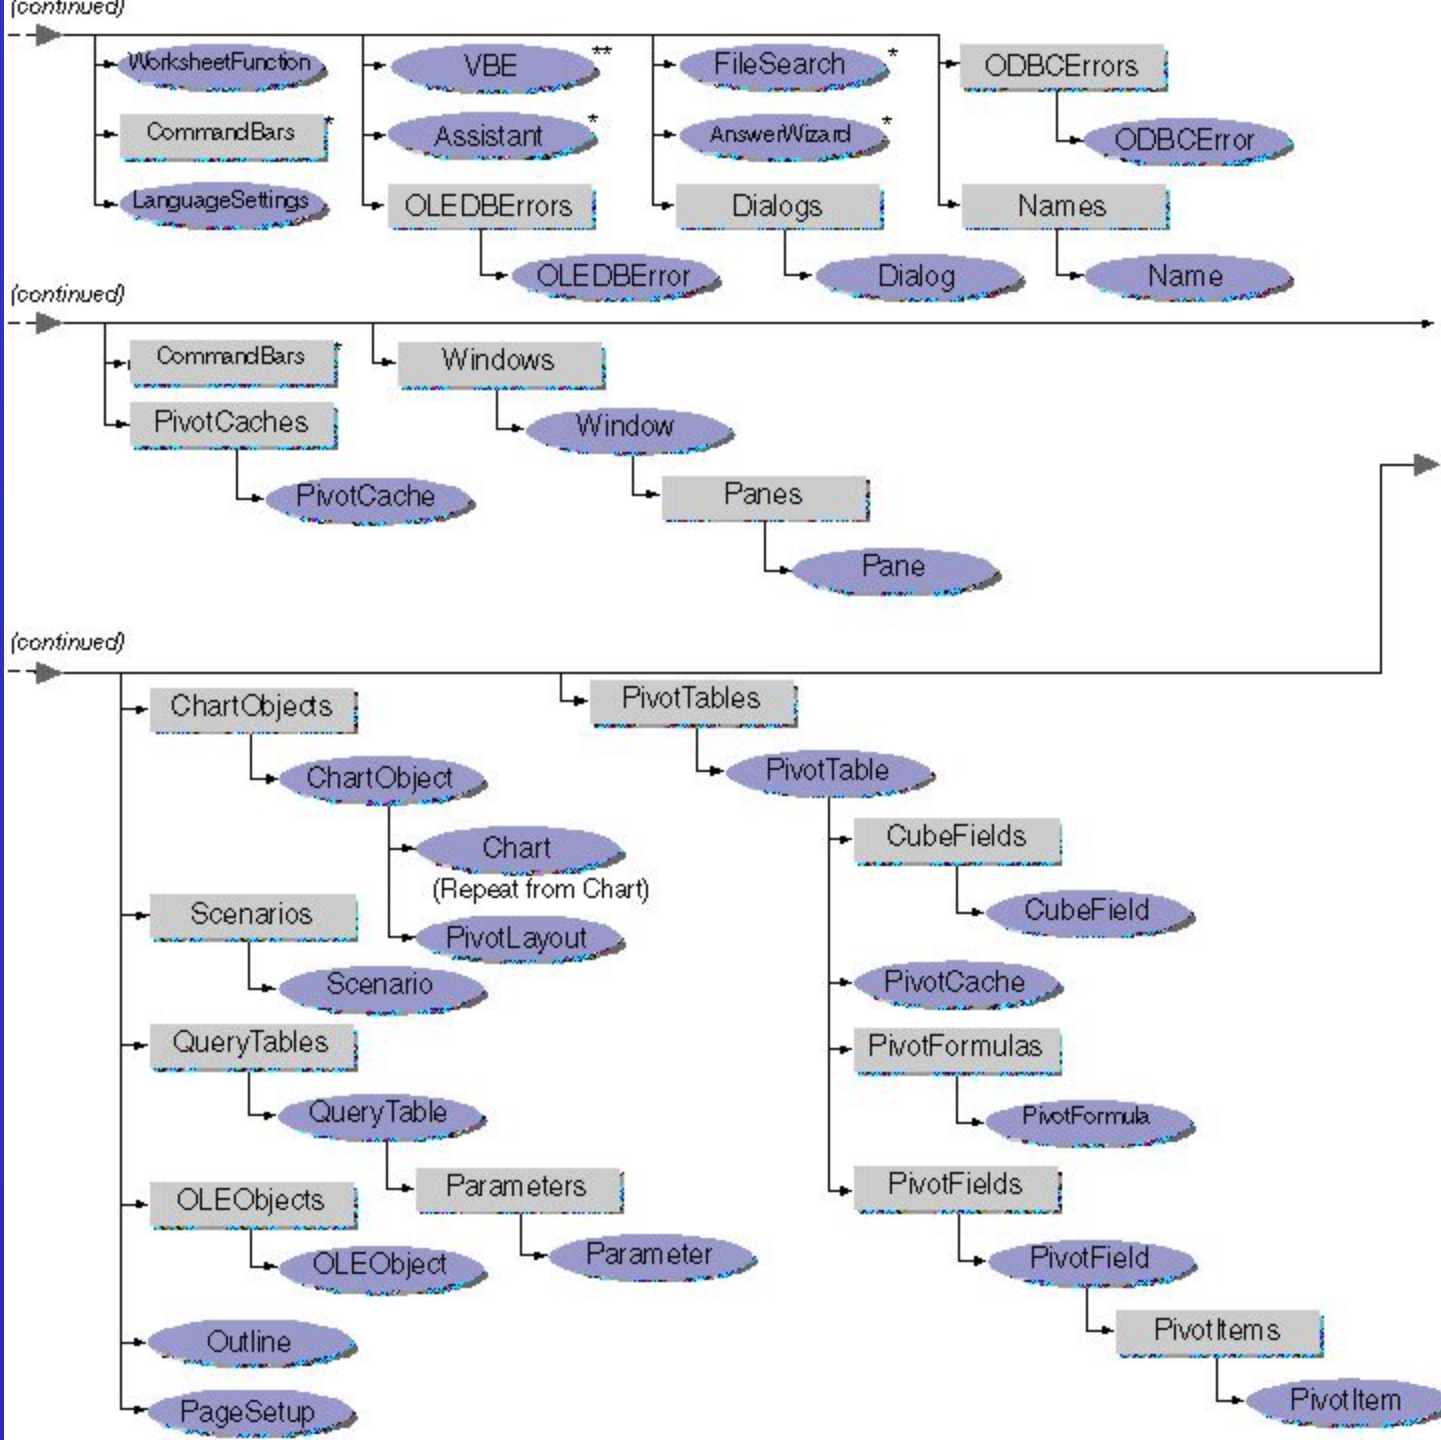 (continued)
WorksheetFunction
VBE **
FileSearch *
ODBCErrors
CommandBars *
Assistant *
AnswerWizard *
ODBCError
LanguageSettings
OLEDBErrors
Dialogs
Names
OLEDBError
Dialog
Name
(continued)
CommandBars *
Windows
PivotCaches
Window
PivotCache
Panes
Pane
(continued)
ChartObjects
PivotTables
ChartObject
PivotTable
Chart
(Repeat from Chart)
CubeFields
Scenarios
PivotLayout
CubeField
Scenario
PivotCache
QueryTables
PivotFormulas
QueryTable
PivotFormula
OLEObjects
Parameters
PivotFields
OLEObject
Parameter
PivotField
Outline
PivotItems
PageSetup
PivotItem